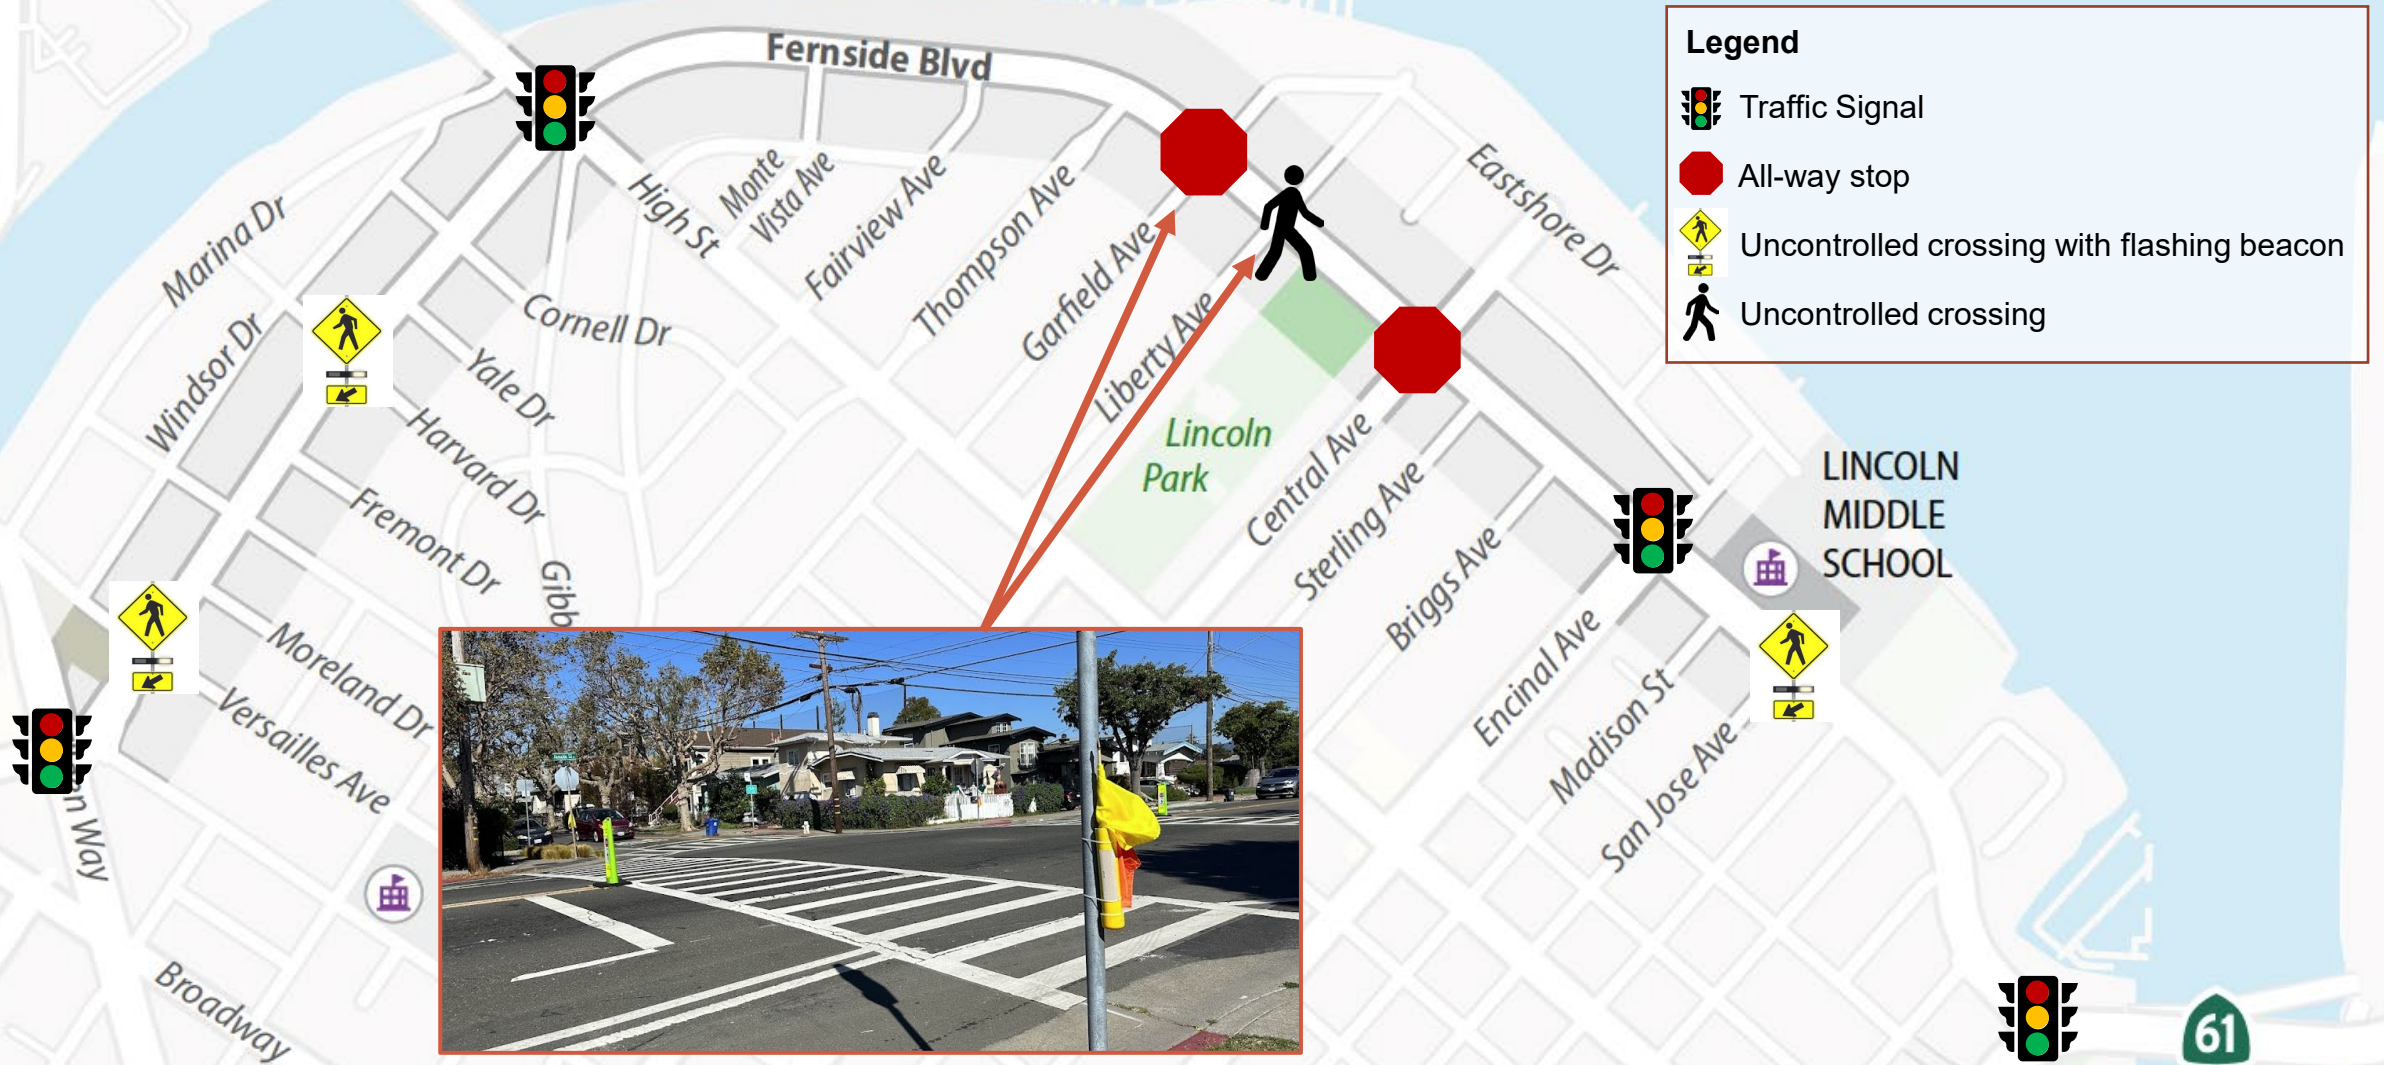 Fernside Blvd
Legend
Traffic Signal
All-way stop
Uncontrolled crossing with flashing beacon
Uncontrolled crossing
Marina Dr
Windsor Dr
High St
Monte
Vista Ave
Fairview Ave
Thompson Ave
Garfield Ave
Liberty Ave
Eastshore Dr
Cornell Dr
Yale Dr
Harvard Dr
Fremont Dr
Gibb
Moreland Dr
Versailles Ave
Lincoln
Park
Central Ave
Sterling Ave
Briggs Ave
Encinal Ave
Madison St
San Jose Ave
LINCOLN
MIDDLE
SCHOOL
n Way
Broadway
61